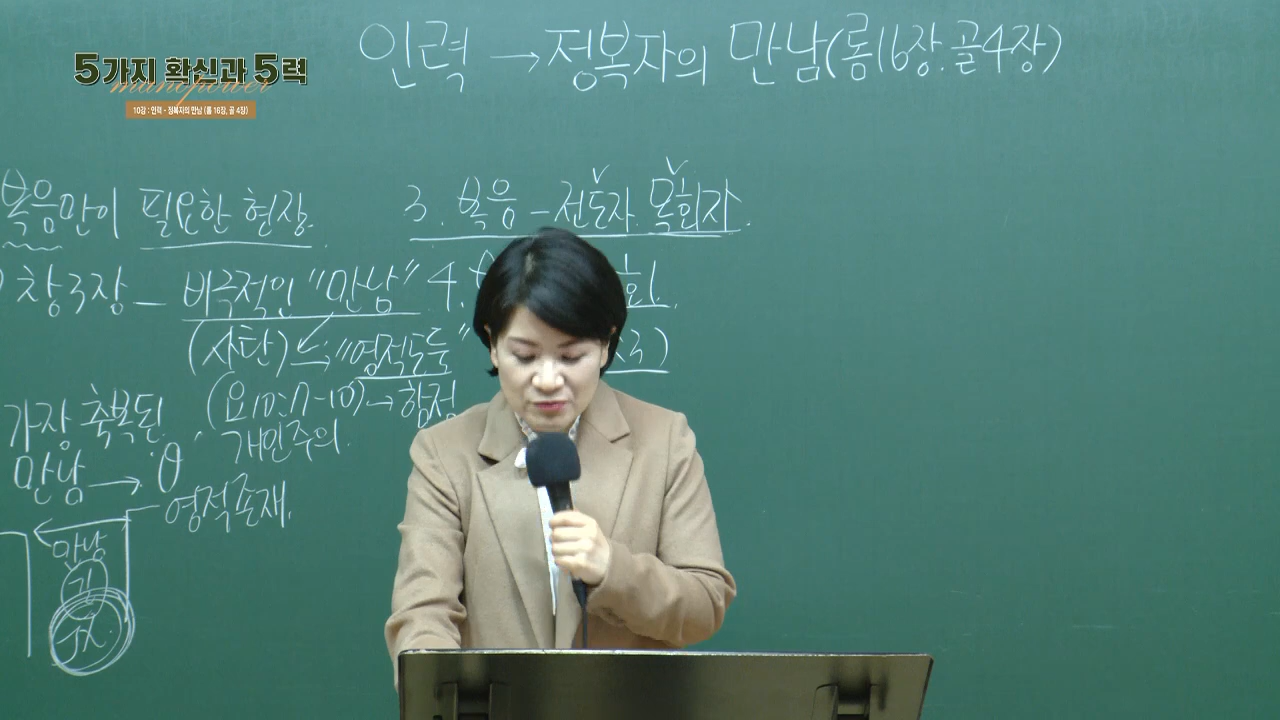 5가지 확신과 5력
manopower
10강 : 인력 - 정복자의 만남 (롬 16장, 골 4장)
인력 → 정복자의 만남(롬16장.골4장)
복음만이 필요한 현장.
창3장 - 비극적인 "만남"
(사탄) "영적도둑"
(요10:1-10) → 함정
개인주의.
가장 축복된
만남 →
영적존재.
만남
3. 복음 - 전도자. 목회자.
4. 회.